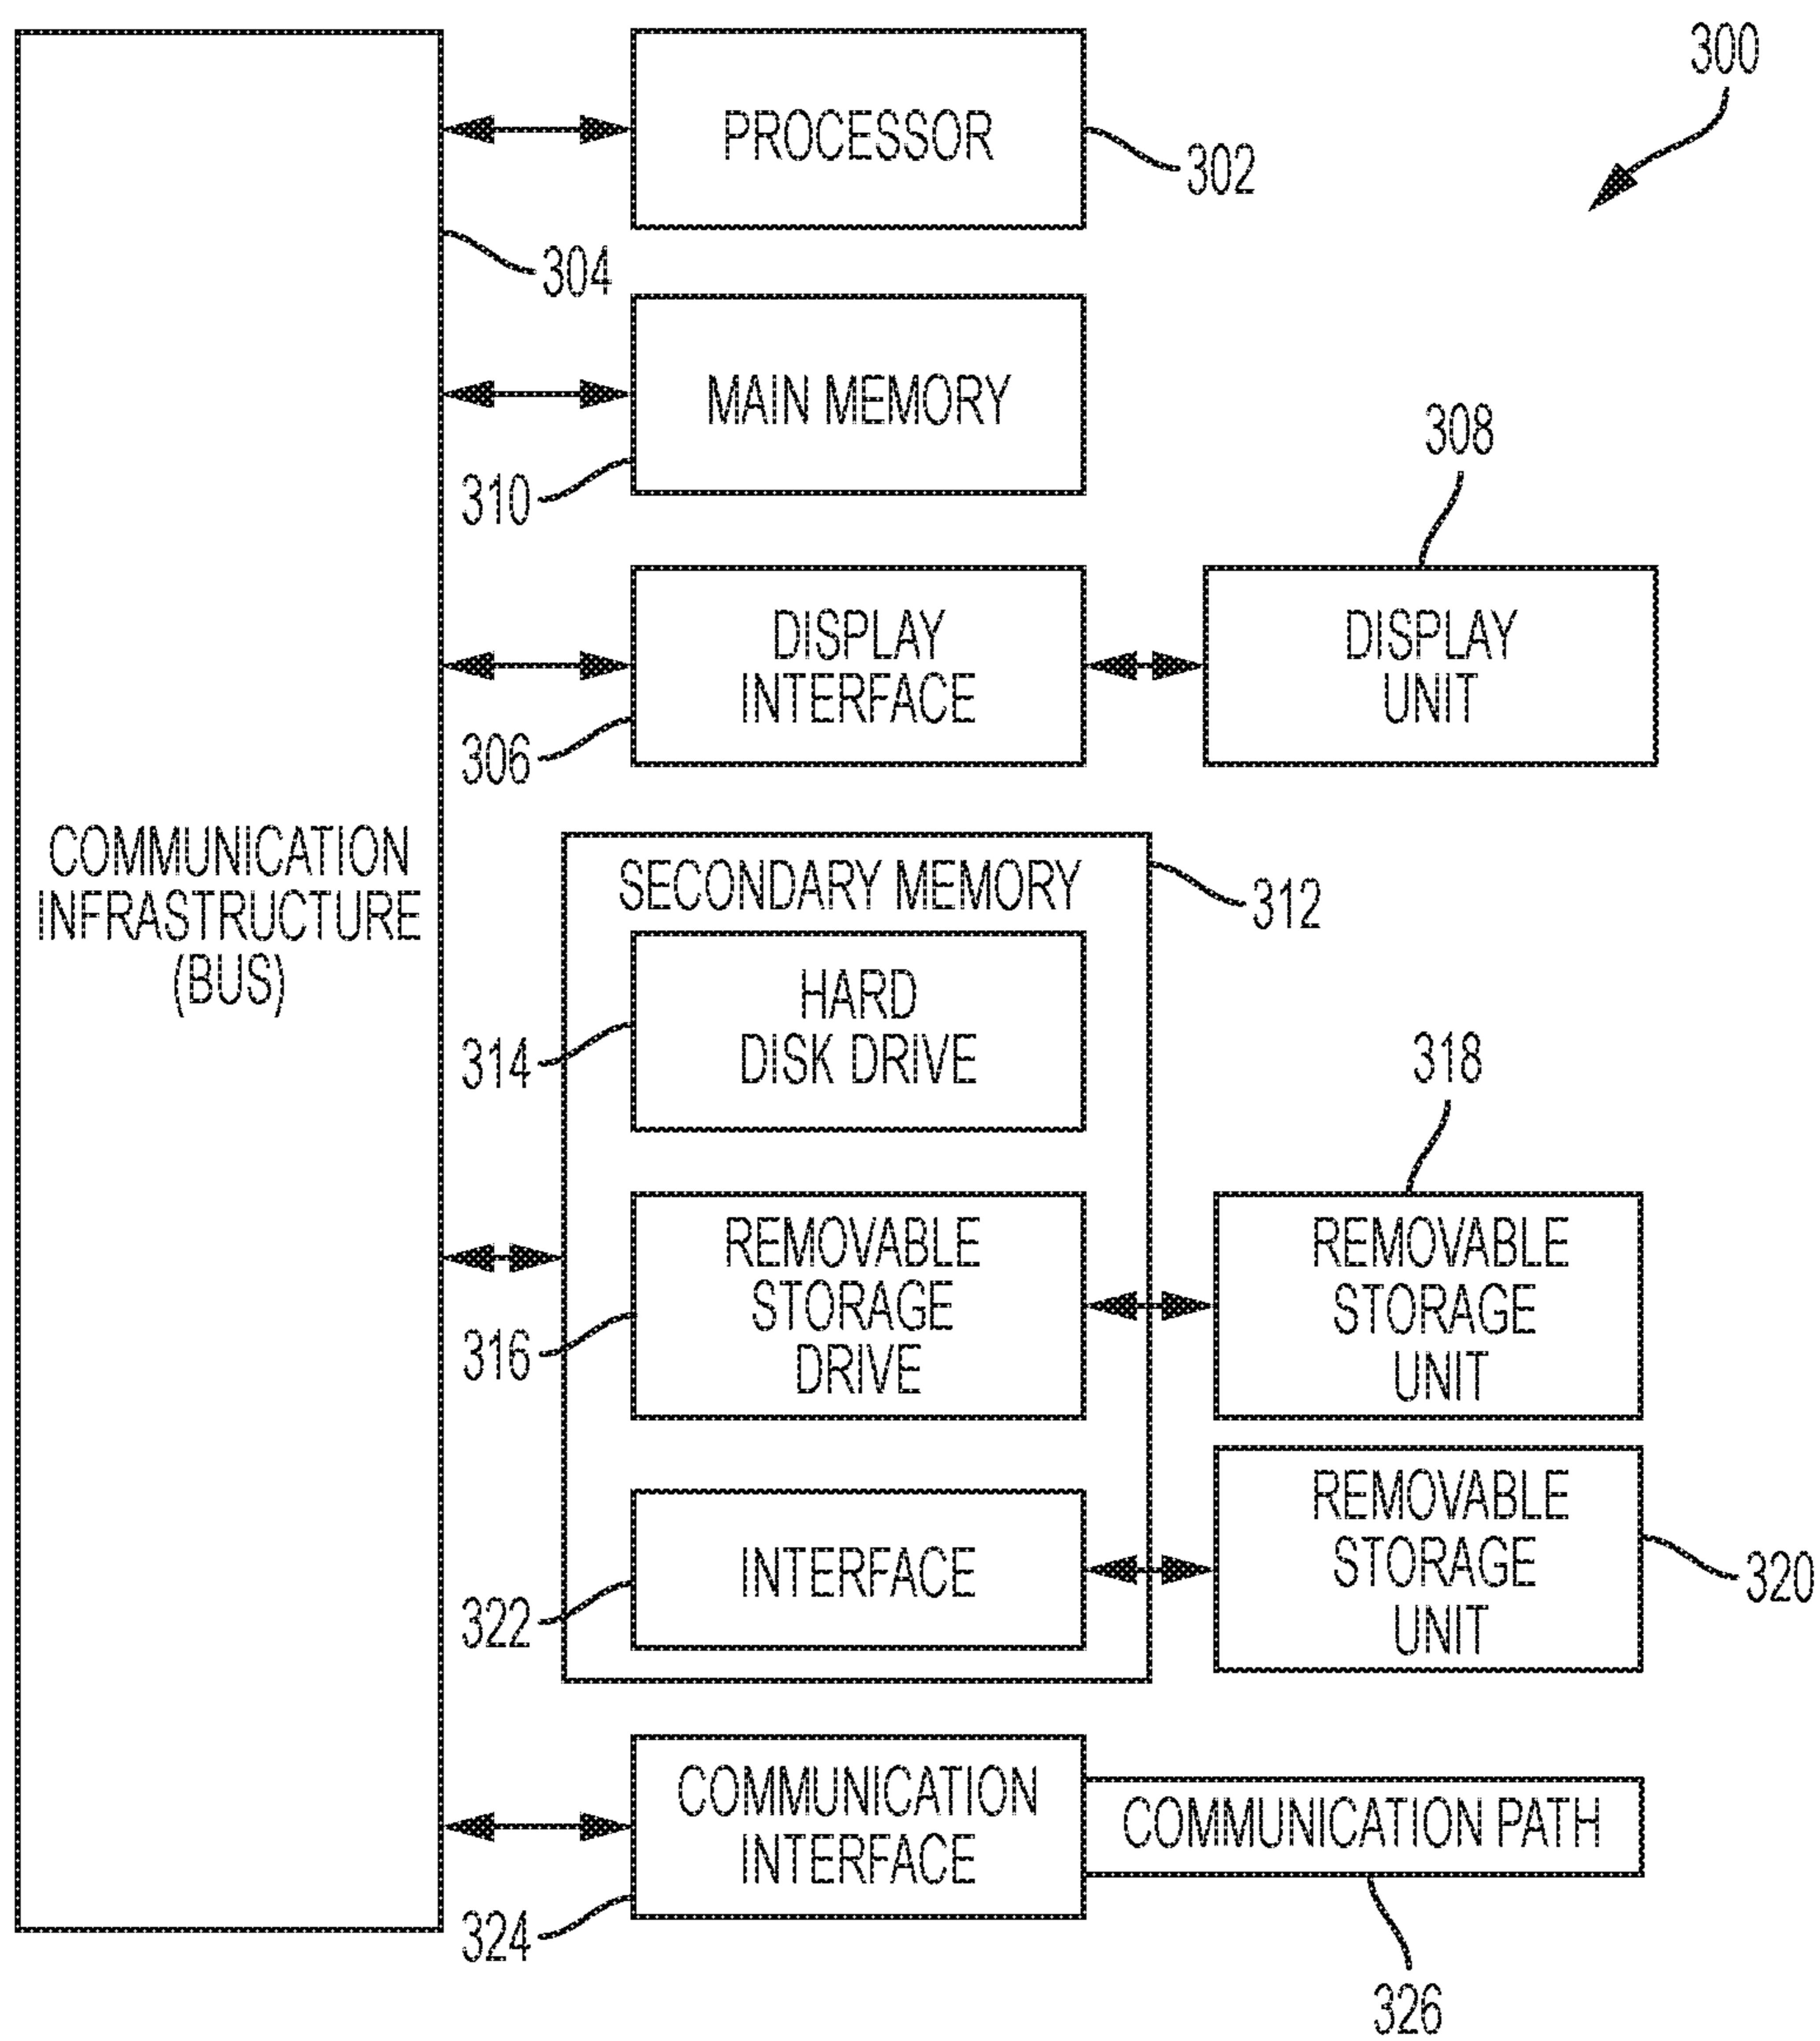 300
PROCESSOR
302
304
MAIN MEMORY
310
308
DISPLAY
INTERFACE
306
DISPLAY
UNIT
COMMUNICATION
INFRASTRUCTURE
(BUS)
SECONDARY MEMORY
312
HARD
DISK DRIVE
314
318
REMOVABLE
STORAGE
DRIVE
316
REMOVABLE
STORAGE
UNIT
INTERFACE
322
REMOVABLE
STORAGE
UNIT
320
COMMUNICATION
INTERFACE
324
COMMUNICATION PATH
326